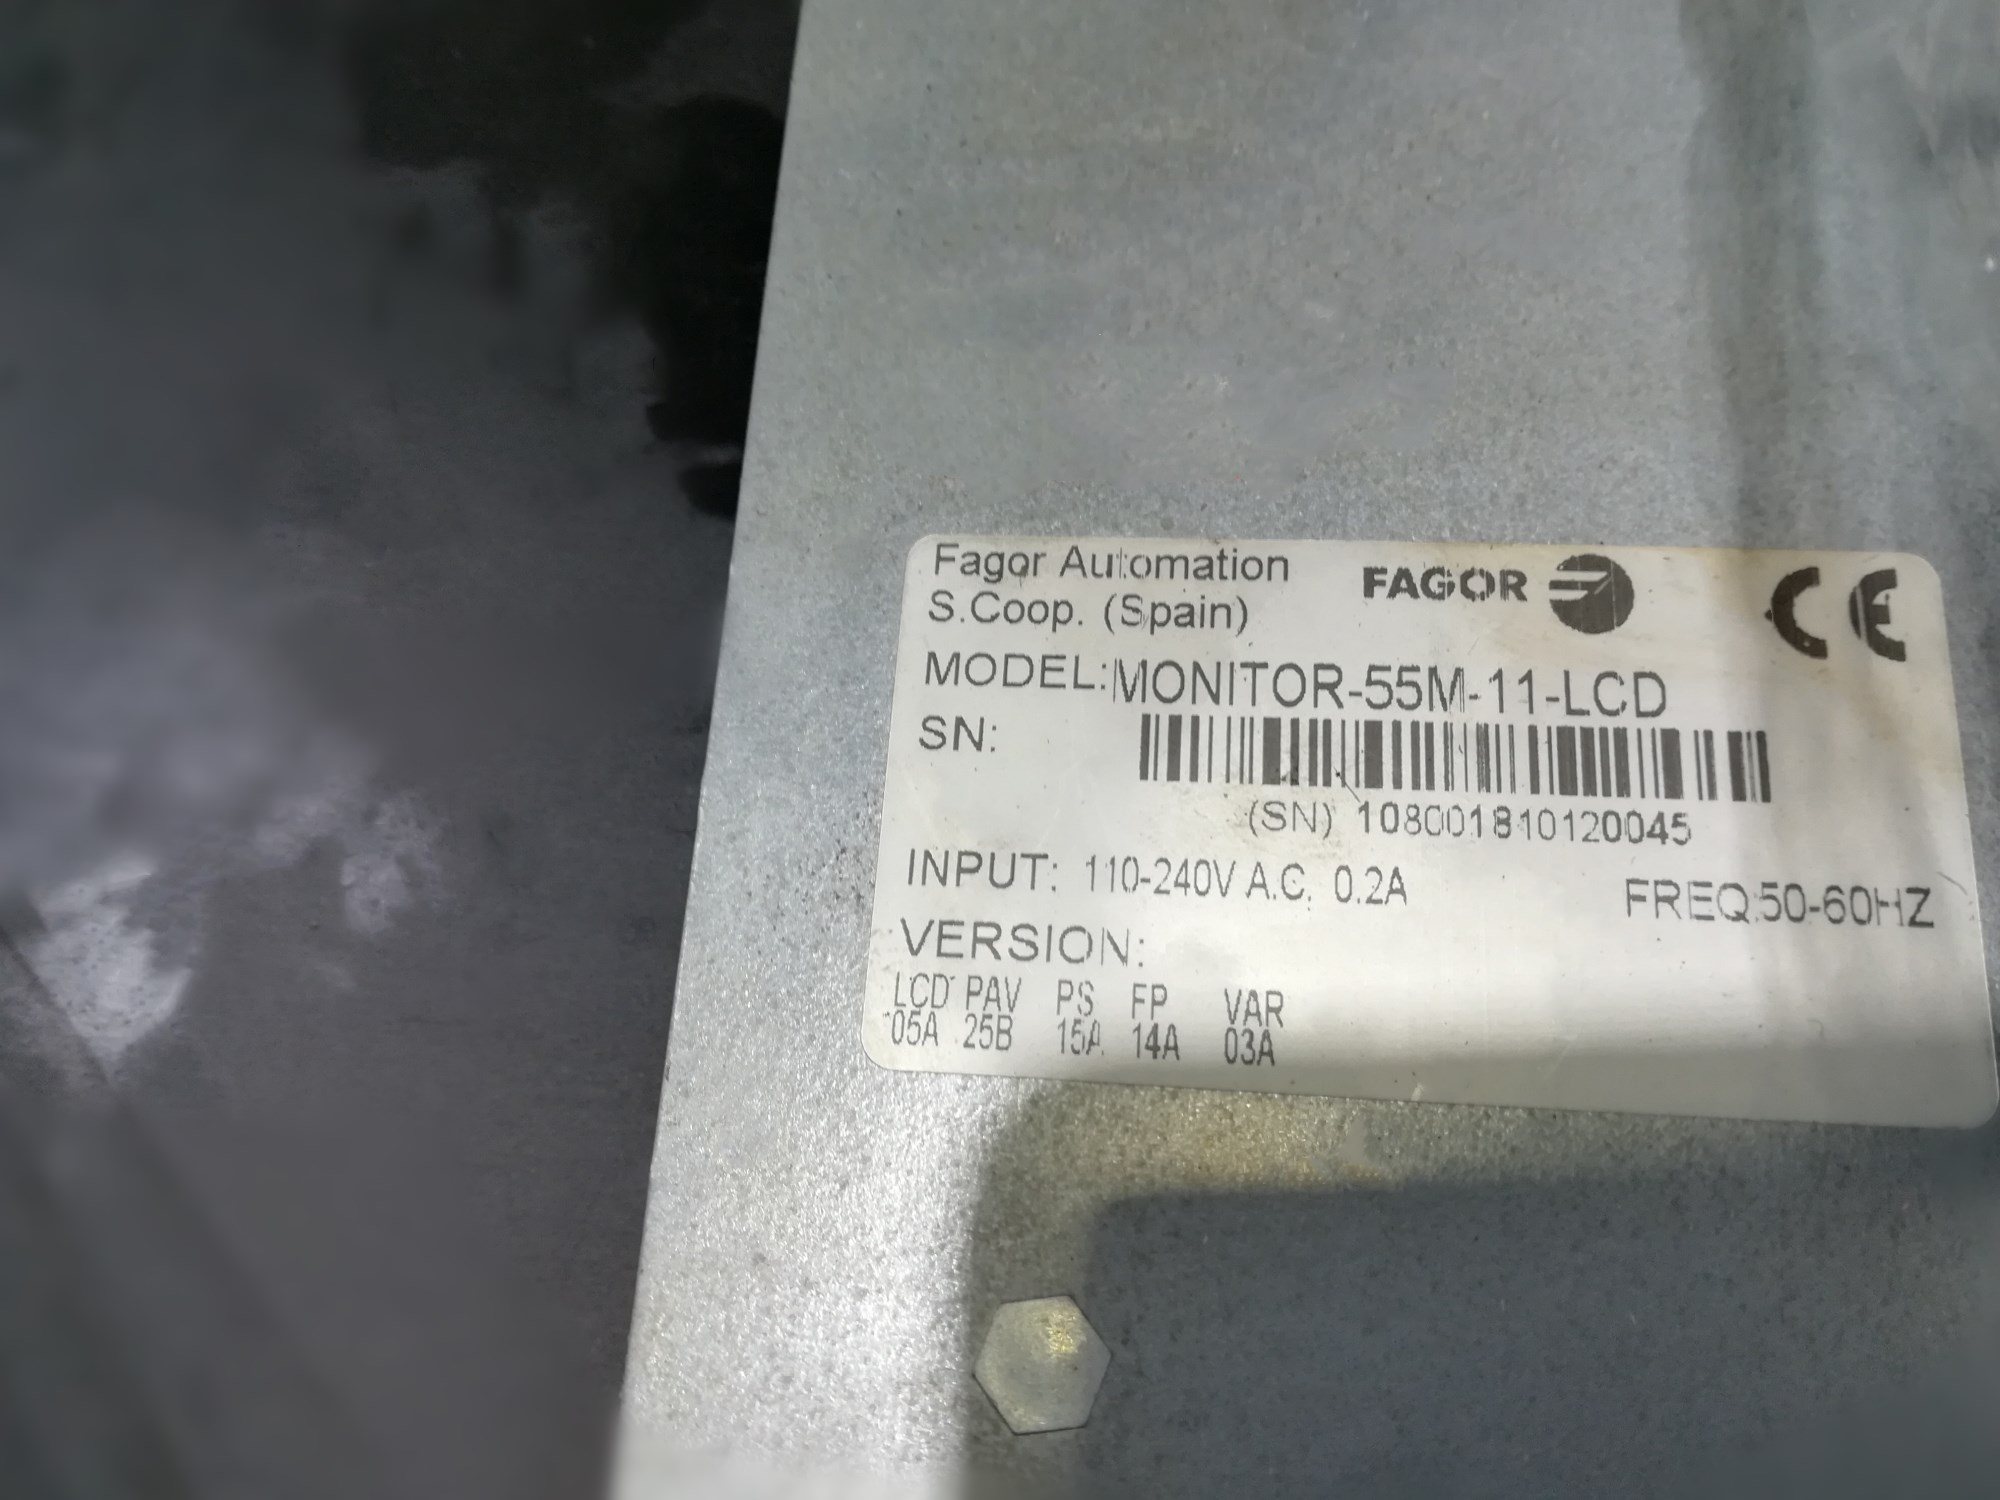 Fagor Automation
S.Coop. (Spain)
FAGOR
CE
MODEL:MONITOR-55M-11-LCD
SN:
(SN) 108001810120045
INPUT: 110-240V A.C. 0.2A
FREQ:50-60HZ
VERSION:
LCD PAV PS FP VAR
05A 25B 15A 14A 03A